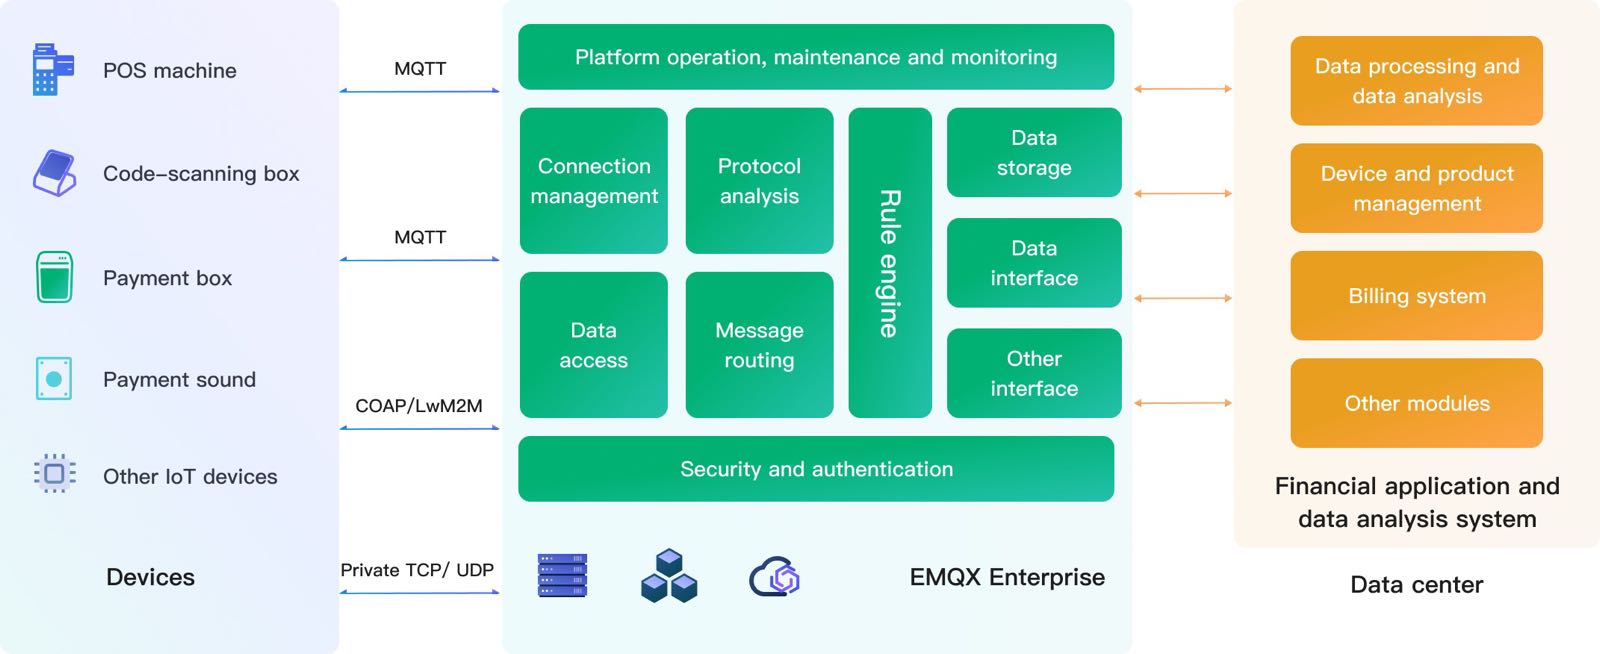 POS machine
Code-scanning box
Payment box
Payment sound
Other IoT devices
Devices
MQTT
MQTT
COAP/LwM2M
Private TCP/ UDP
Platform operation, maintenance and monitoring
Connection
management
Protocol
analysis
Data
access
Message
routing
Rule engine
Data
storage
Data
interface
Other
interface
Security and authentication
EMQX Enterprise
Data processing and
data analysis
Device and product
management
Billing system
Other modules
Financial application and
data analysis system
Data center